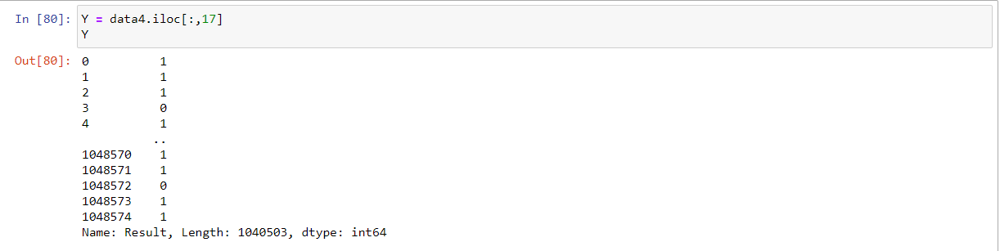 In [80]: Y = data4.iloc[:,17]
Y
Out[80]: 0 1
1 1
2 1
3 0
4 1
..
1048570 1
1048571 1
1048572 0
1048573 1
1048574 1
Name: Result, Length: 1040503, dtype: int64